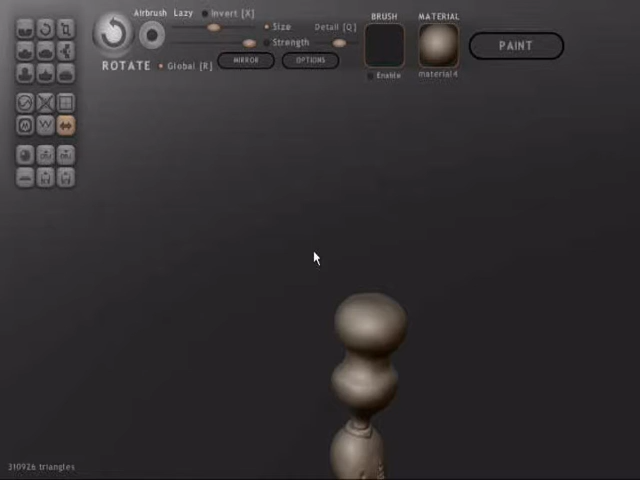 Airbrush Lazy Invert [X]
Size Detail [Q]
Strength
ROTATE Global [R] MIRROR OPTIONS
BRUSH
Enable
MATERIAL
material4
PAINT
310926 triangles